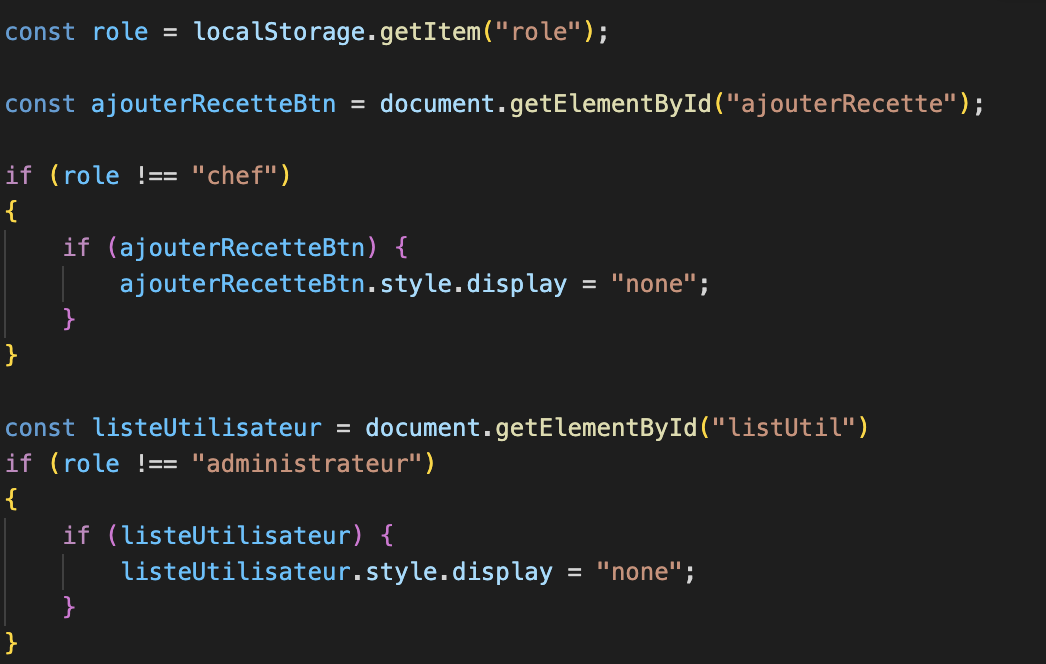 const role = localStorage.getItem("role");
const ajouterRecetteBtn = document.getElementById("ajouterRecette");
if (role !== "chef")
{
if (ajouterRecetteBtn) {
ajouterRecetteBtn.style.display = "none";
}
}
const listeUtilisateur = document.getElementById("listUtil")
if (role !== "administrateur")
{
if (listeUtilisateur) {
listeUtilisateur.style.display = "none";
}
}